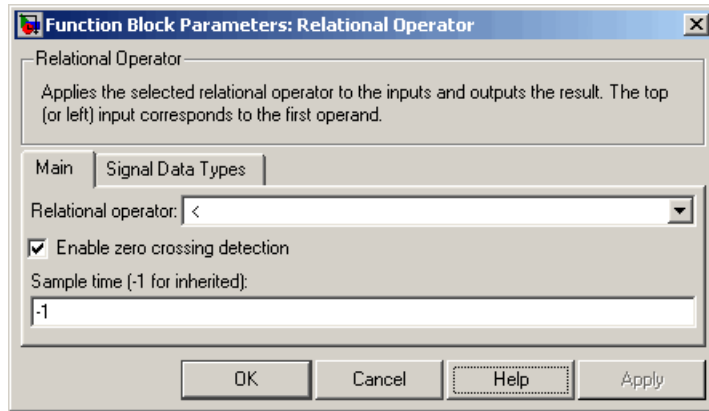 Function Block Parameters: Relational Operator
Relational Operator
Applies the selected relational operator to the inputs and outputs the result. The top
(or left) input corresponds to the first operand.
Main Signal Data Types
Relational operator: <
Enable zero crossing detection
Sample time (-1 for inherited):
-1
OK Cancel Help Apply